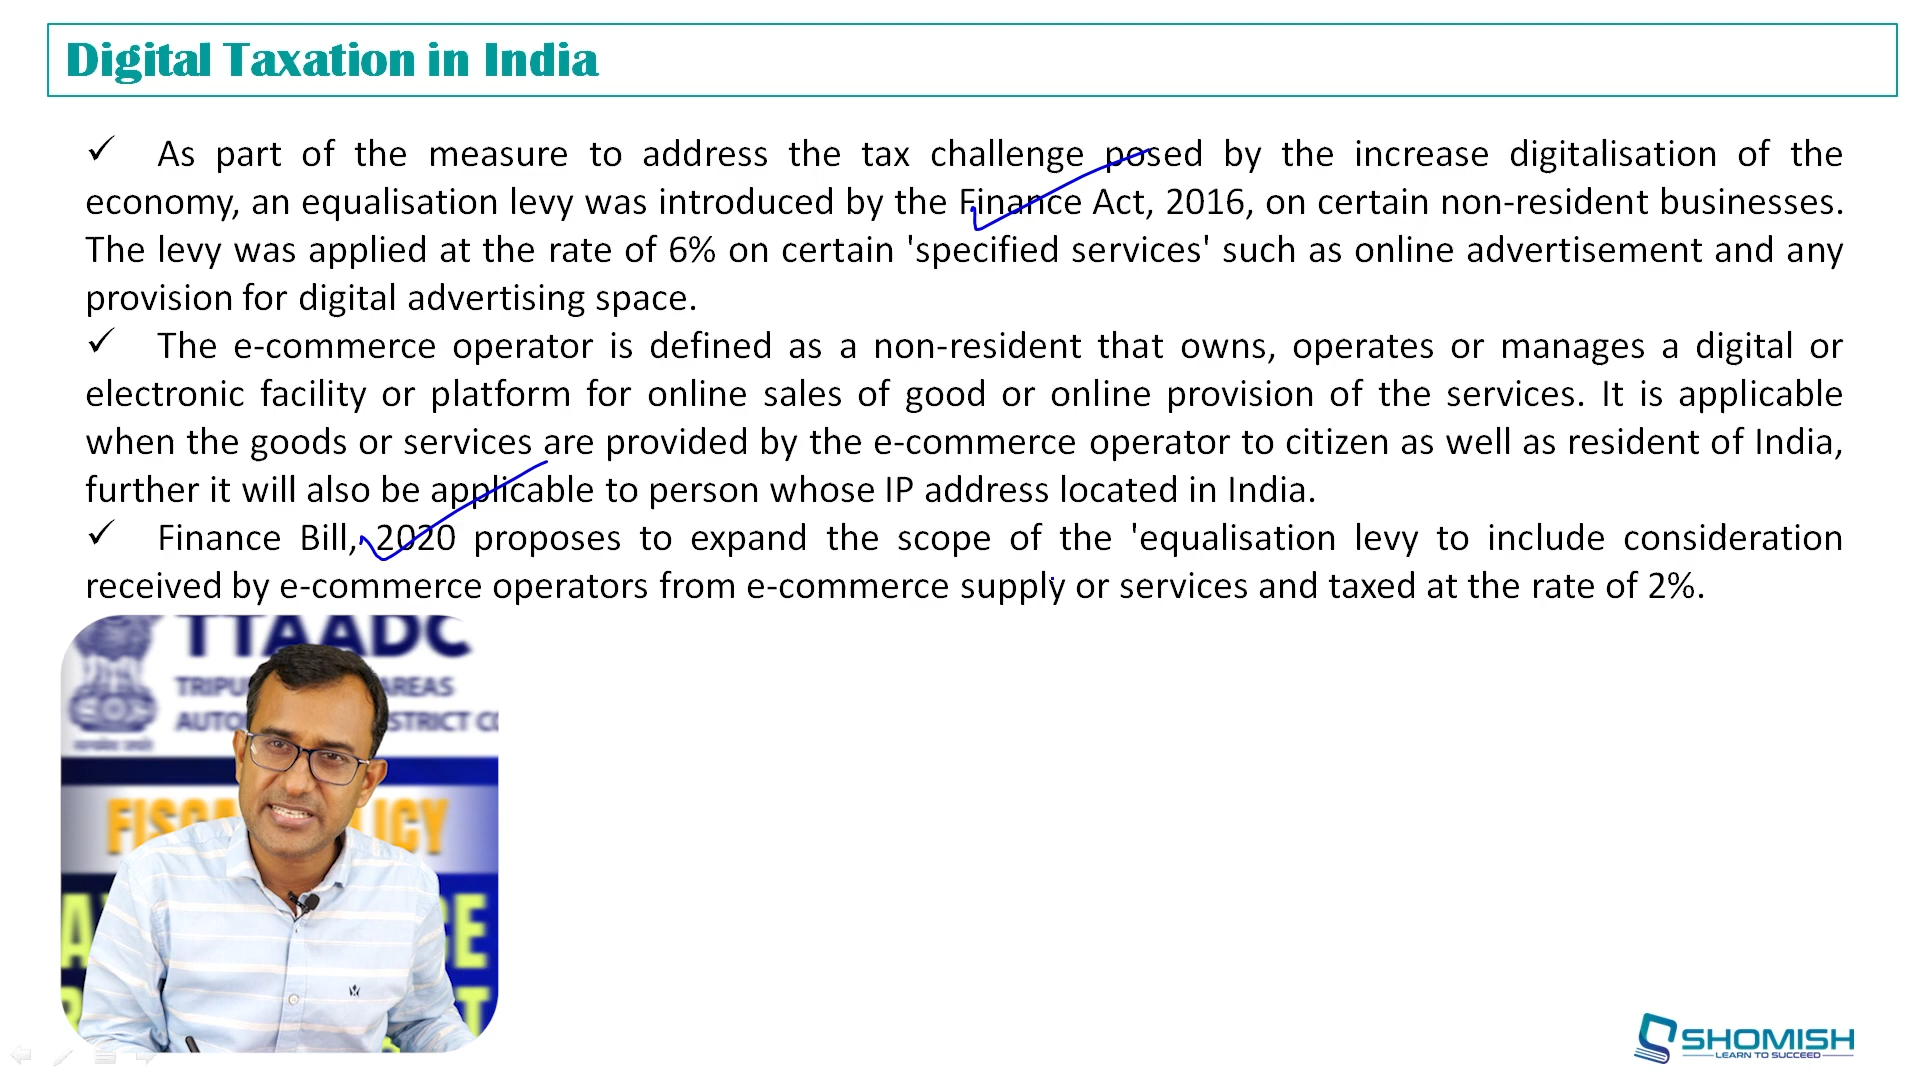 Digital Taxation in India
✓ As part of the measure to address the tax challenge posed by the increase digitalisation of the
economy, an equalisation levy was introduced by the Finance Act, 2016, on certain non-resident businesses.
The levy was applied at the rate of 6% on certain 'specified services' such as online advertisement and any
provision for digital advertising space.
✓ The e-commerce operator is defined as a non-resident that owns, operates or manages a digital or
electronic facility or platform for online sales of good or online provision of the services. It is applicable
when the goods or services are provided by the e-commerce operator to citizen as well as resident of India,
further it will also be applicable to person whose IP address located in India.
✓ Finance Bill, 2020 proposes to expand the scope of the 'equalisation levy to include consideration
received by e-commerce operators from e-commerce supply or services and taxed at the rate of 2%.
TTAADC
TRIPU AREAS
AUTO STRICT CO
FISCA LICY
SHOMISH
LEARN TO SUCCEED